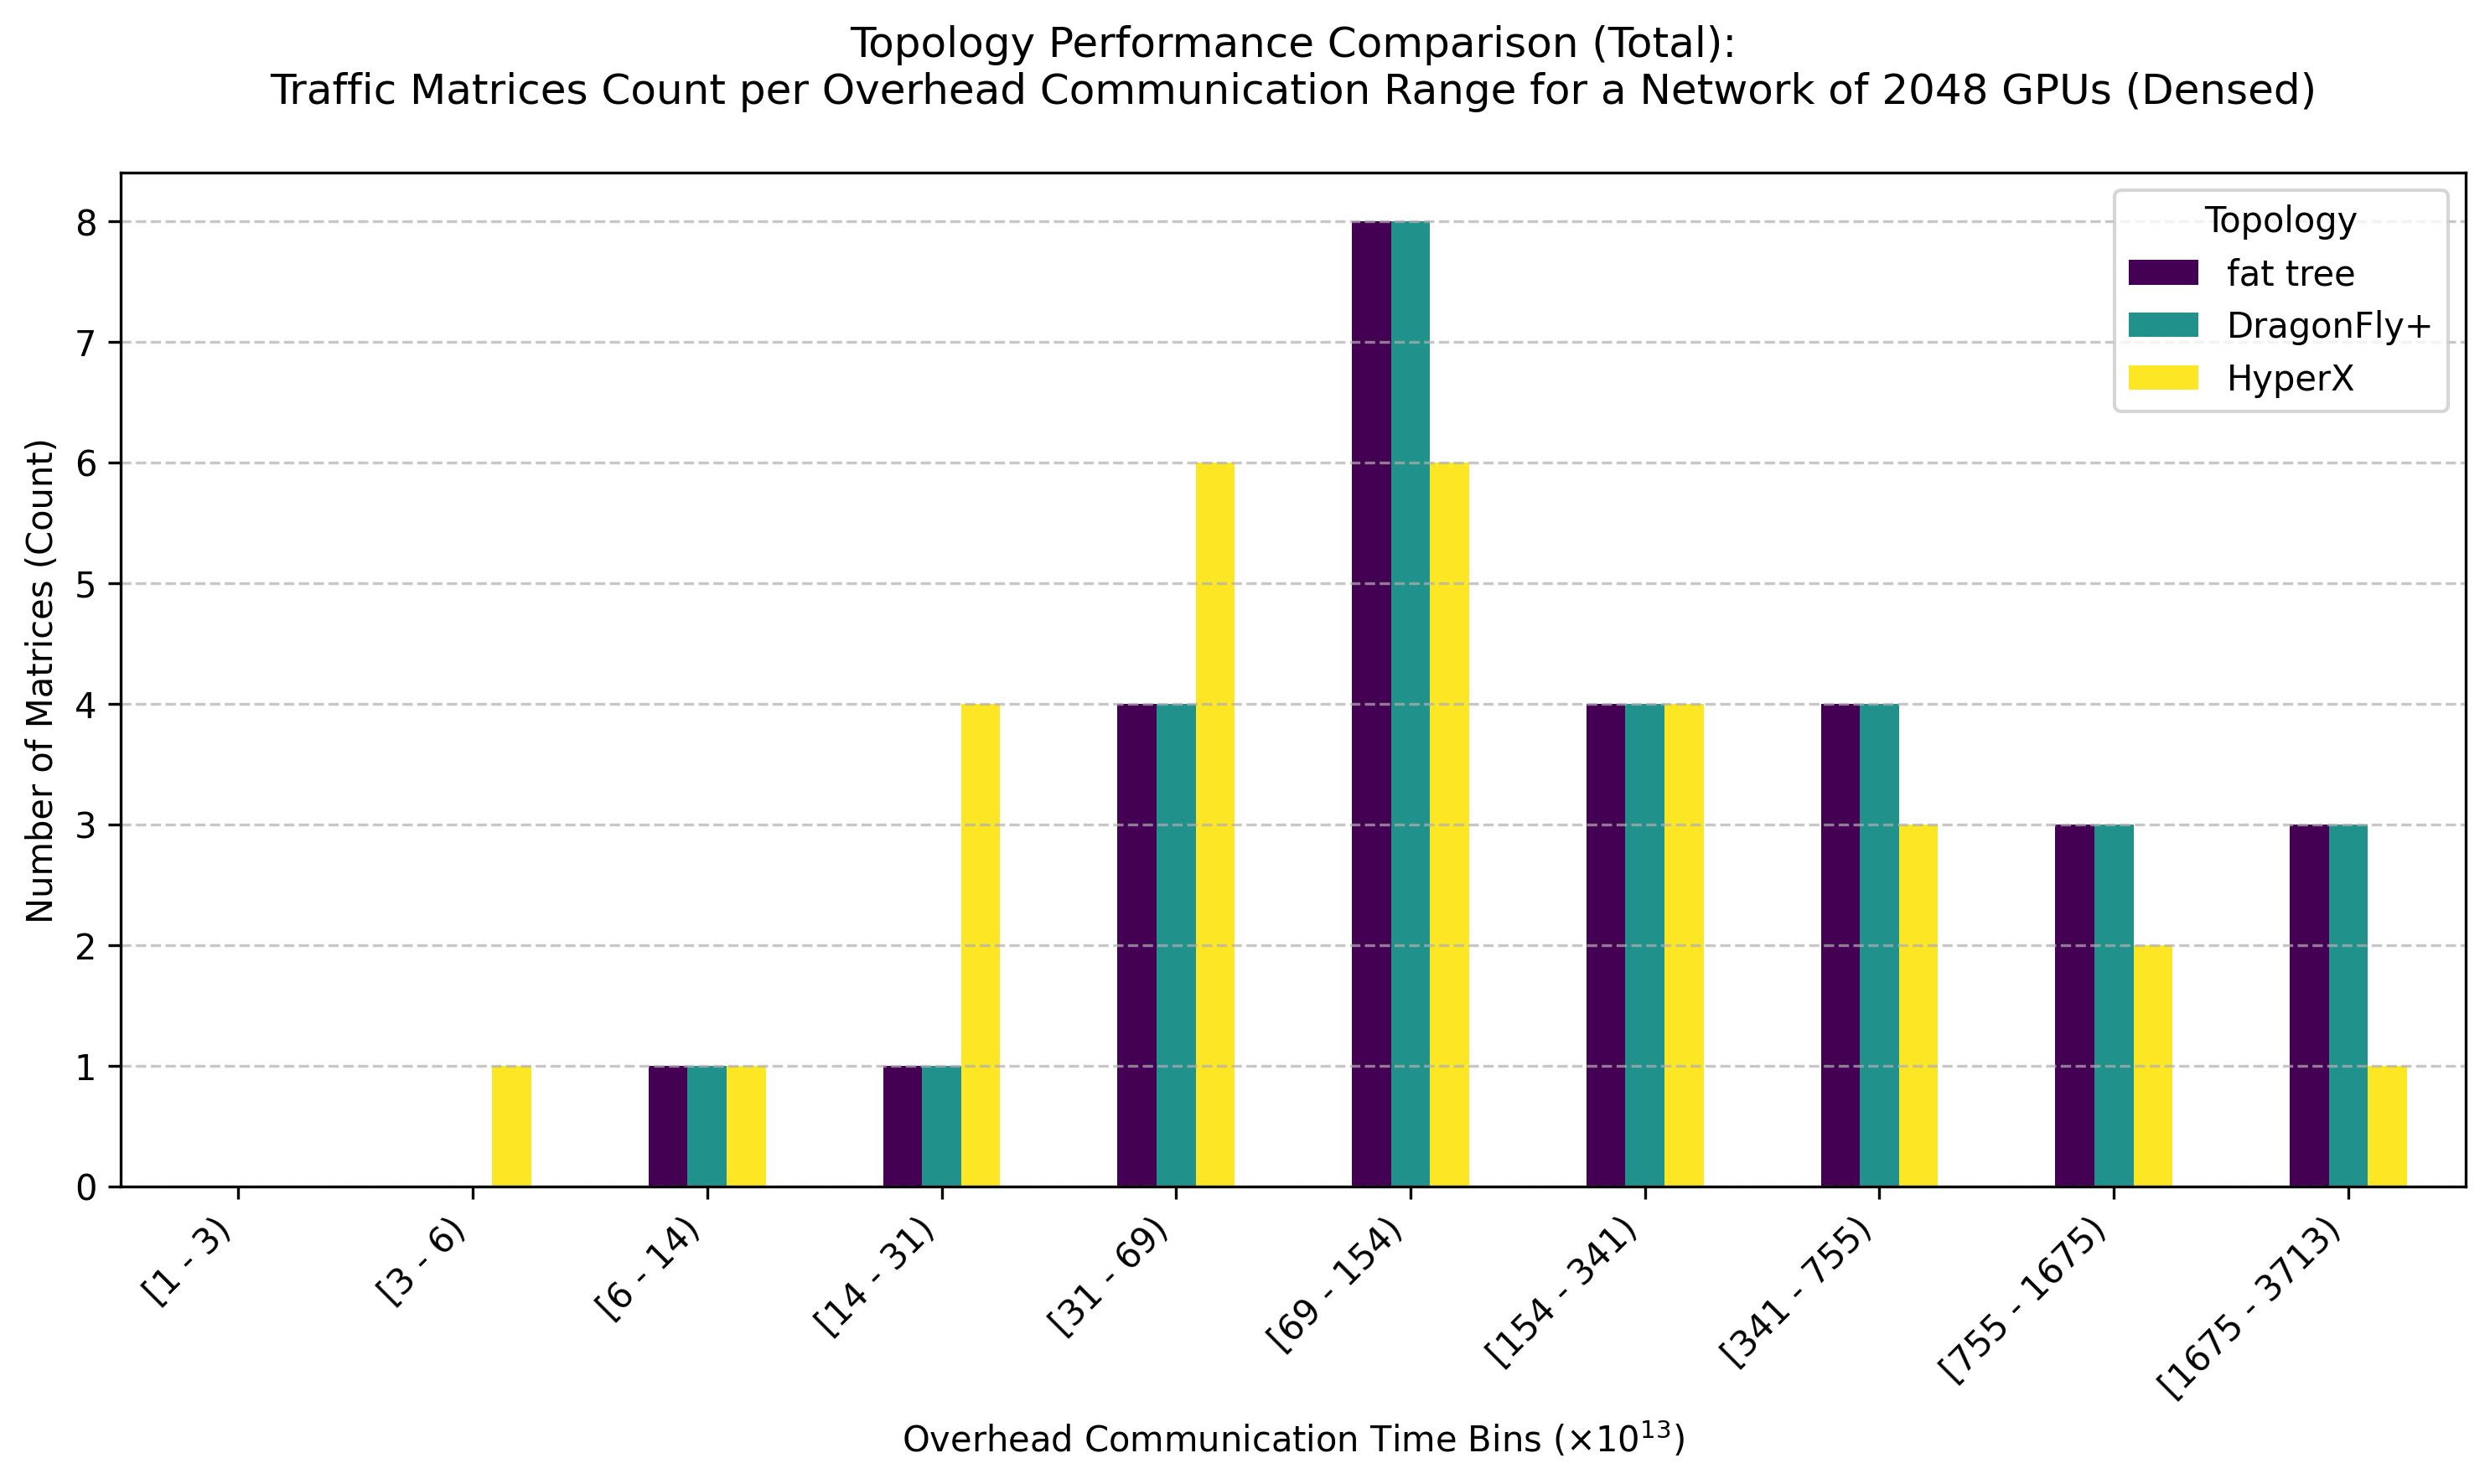 Topology Performance Comparison (Total):
Traffic Matrices Count per Overhead Communication Range for a Network of 2048 GPUs (Densed)
Topology
fat tree
DragonFly+
HyperX
Number of Matrices (Count)
8
7
6
5
4
3
2
1
0
[1 - 3)
[3 - 6)
[6 - 14)
[14 - 31)
[31 - 69)
[69 - 154)
[154 - 341)
[341 - 755)
[755 - 1675)
[1675 - 3713)
Overhead Communication Time Bins (×10¹³)